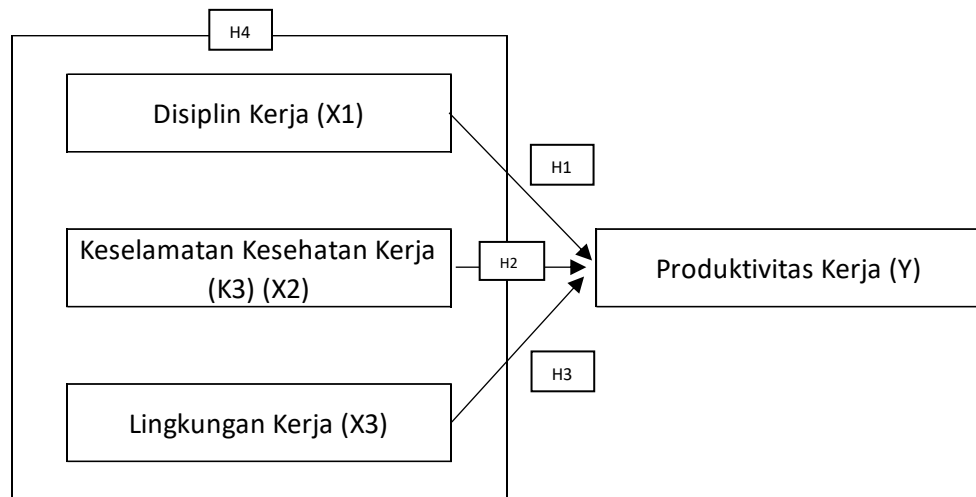 H4
Disiplin Kerja (X1)
H1
Keselamatan Kesehatan Kerja
(K3) (X2)
H2
Produktivitas Kerja (Y)
H3
Lingkungan Kerja (X3)